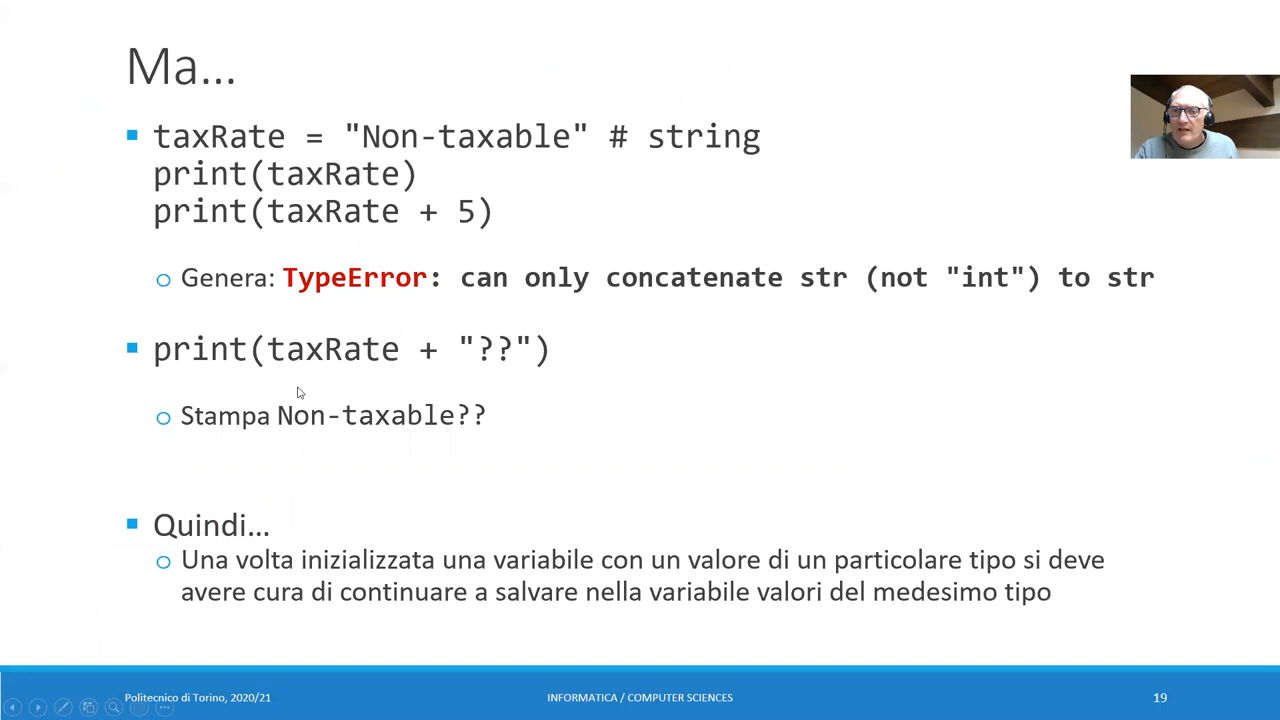 Ma...
taxRate = "Non-taxable" # string
print(taxRate)
print(taxRate + 5)
Genera: TypeError: can only concatenate str (not "int") to str
print(taxRate + "??")
Stampa Non-taxable??
Quindi...
Una volta inizializzata una variabile con un valore di un particolare tipo si deve
avere cura di continuare a salvare nella variabile valori del medesimo tipo
Politecnico di Torino, 2020/21
INFORMATICA / COMPUTER SCIENCES
19